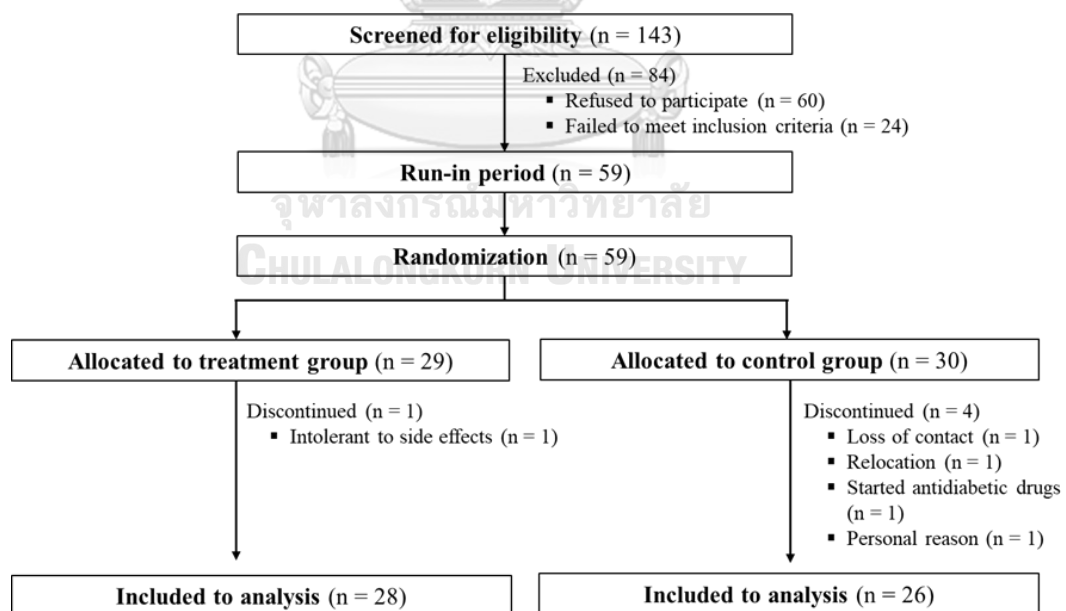 Screened for eligibility (n = 143)
Excluded (n = 84)
▪ Refused to participate (n = 60)
▪ Failed to meet inclusion criteria (n = 24)
Run-in period (n = 59)
จุฬาลงกรณ์มหาวิทยาลัย
Randomization (n = 59)
CHULALONGKORN UNIVERSITY
Allocated to treatment group (n = 29)
Allocated to control group (n = 30)
Discontinued (n = 1)
▪ Intolerant to side effects (n = 1)
Discontinued (n = 4)
▪ Loss of contact (n = 1)
▪ Relocation (n = 1)
▪ Started antidiabetic drugs
(n = 1)
▪ Personal reason (n = 1)
Included to analysis (n = 28)
Included to analysis (n = 26)